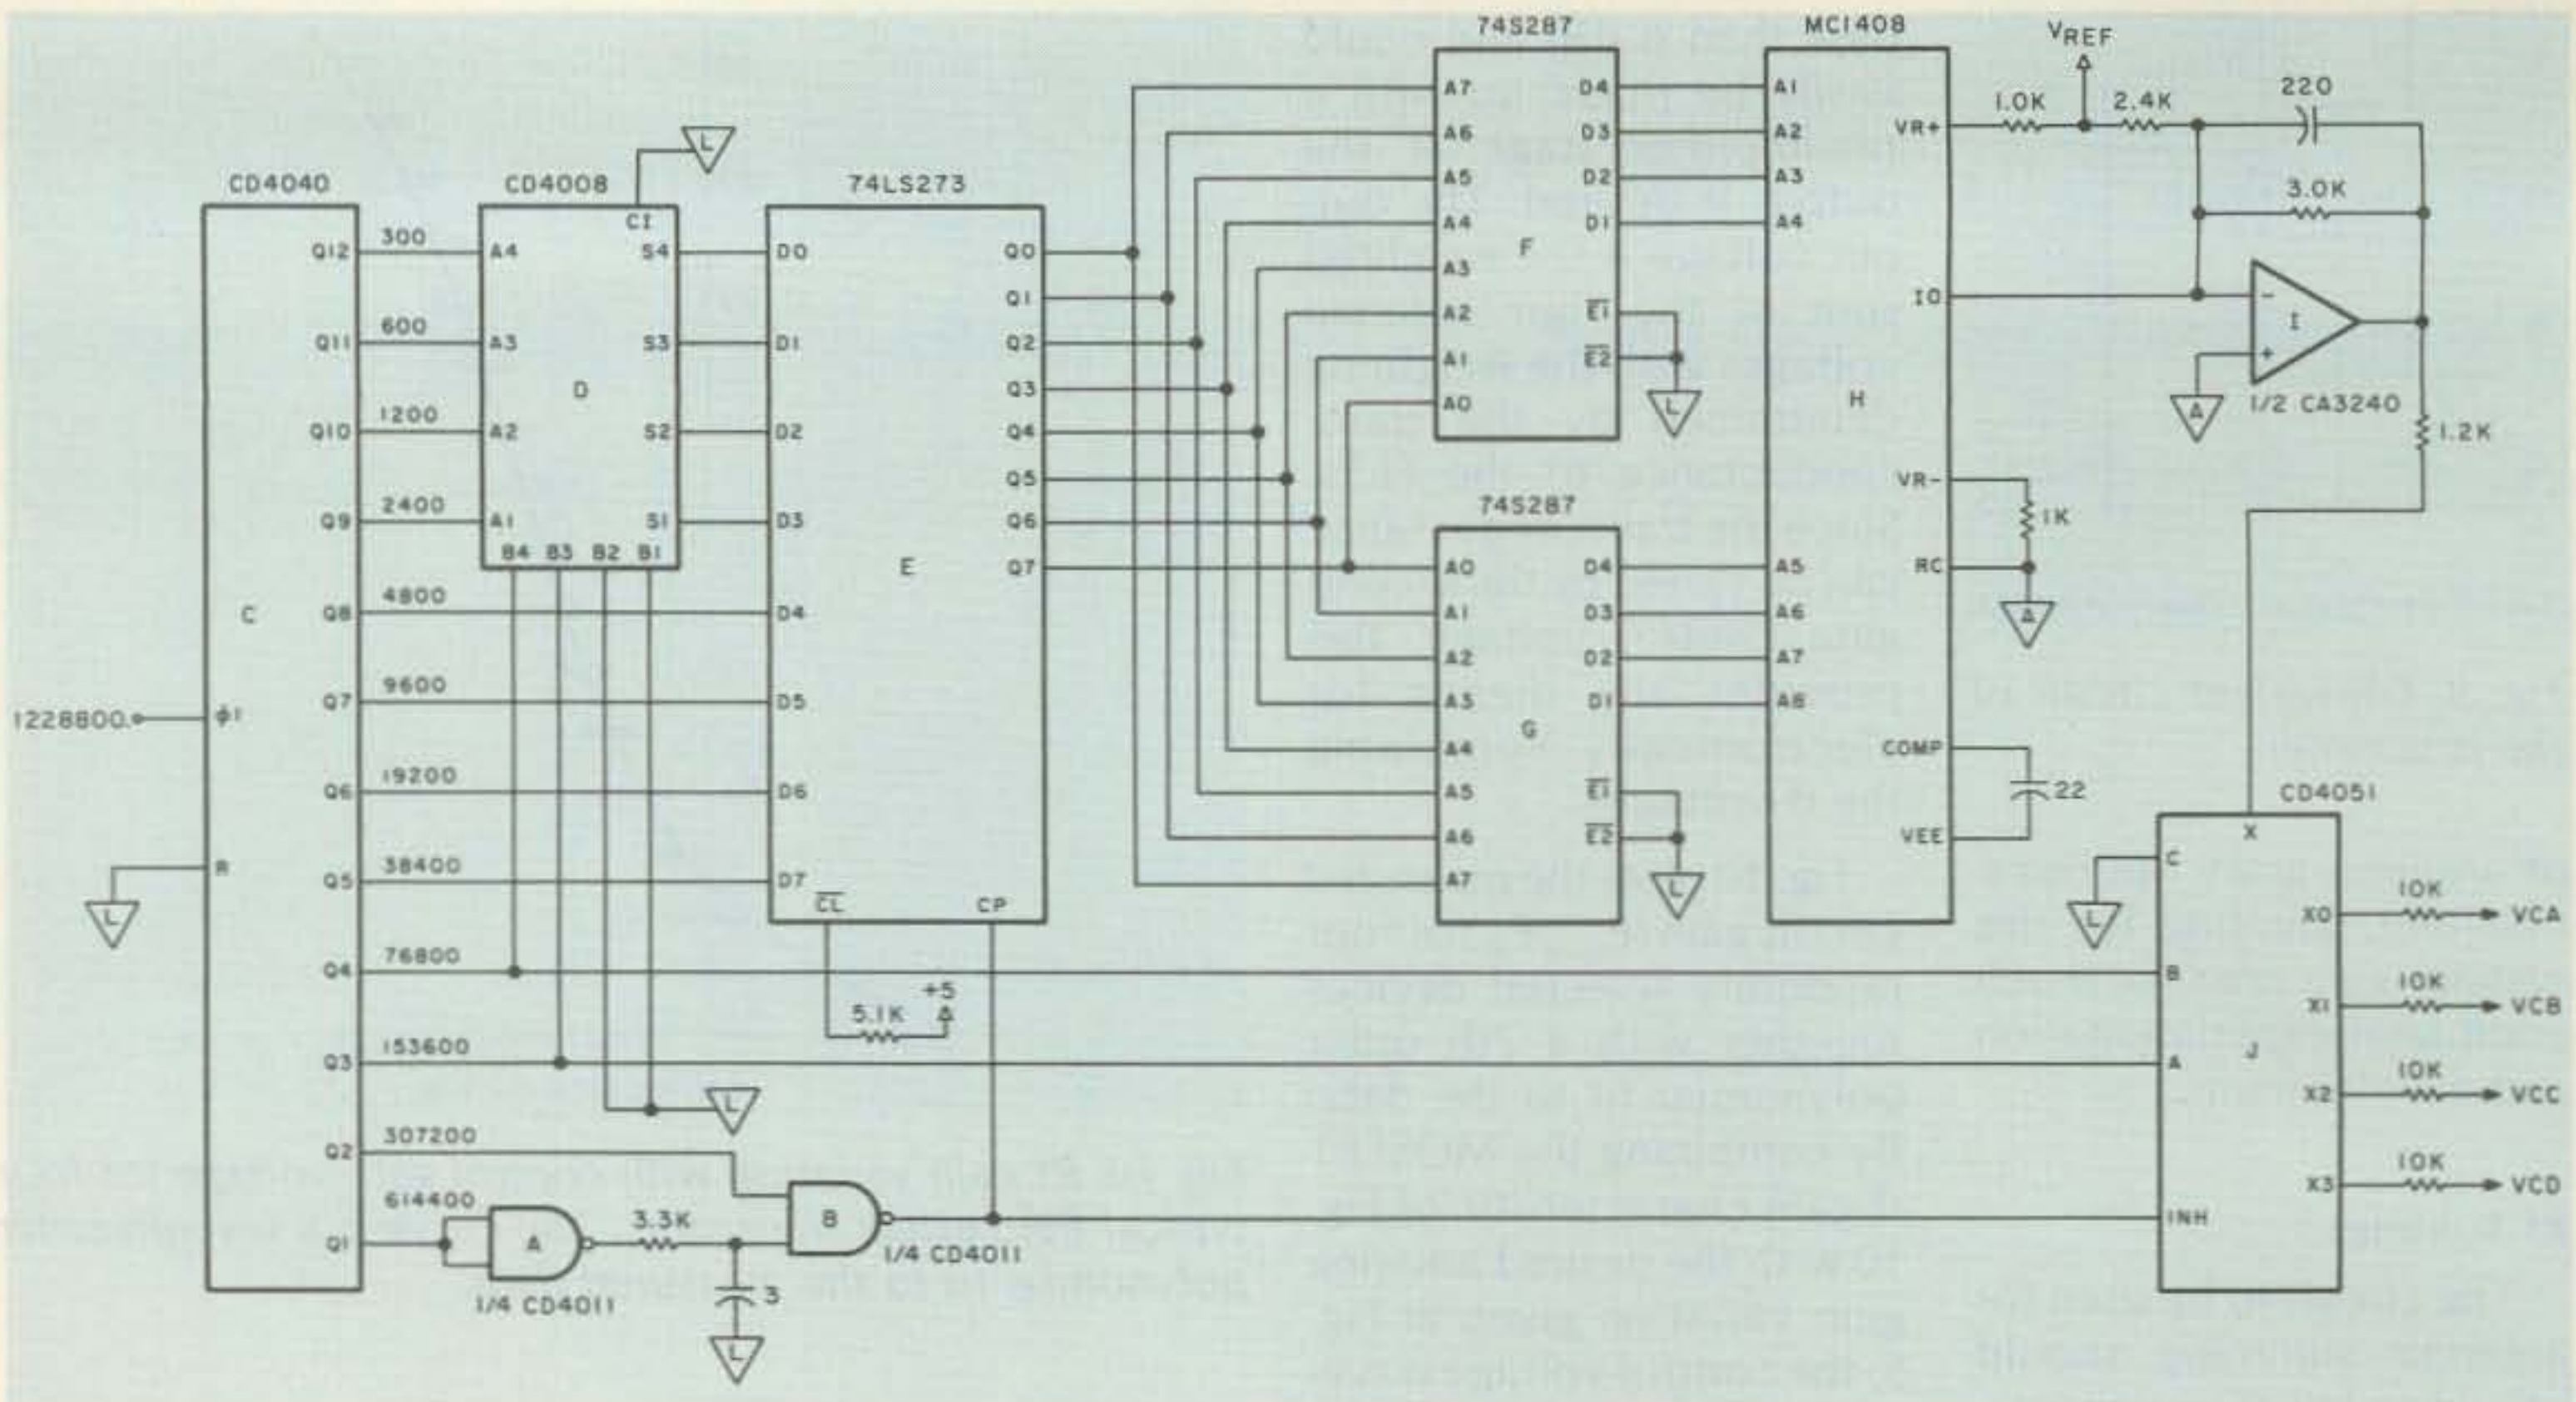 CD4040
C
Q12
Q11
Q10
Q9
Q8
Q7
Q6
Q5
Q4
Q3
Q2
Q1
φ1
R
1228800.
L
300
600
1200
2400
4800
9600
19200
38400
76800
153600
307200
614400
CD4008
CI
L
D
A4
A3
A2
A1
S4
S3
S2
S1
B4 B3 B2 B1
L
A
1/4 CD4011
3.3K
3
L
B
1/4 CD4011
74LS273
E
D0
D1
D2
D3
D4
D5
D6
D7
Q0
Q1
Q2
Q3
Q4
Q5
Q6
Q7
CL
CP
5.1K
+5
74S287
F
A7
A6
A5
A4
A3
A2
A1
A0
D4
D3
D2
D1
E1
E2
L
74S287
G
A0
A1
A2
A3
A4
A5
A6
A7
D4
D3
D2
D1
E1
E2
L
MC1408
H
A1
A2
A3
A4
A5
A6
A7
A8
VR+
IO
VR-
RC
COMP
VEE
1.0K
VREF
2.4K
220
3.0K
I
-
+
A
1/2 CA3240
1.2K
1K
A
22
CD4051
J
X
C
B
A
INH
L
X0
X1
X2
X3
10K
VCA
10K
VCB
10K
VCC
10K
VCD